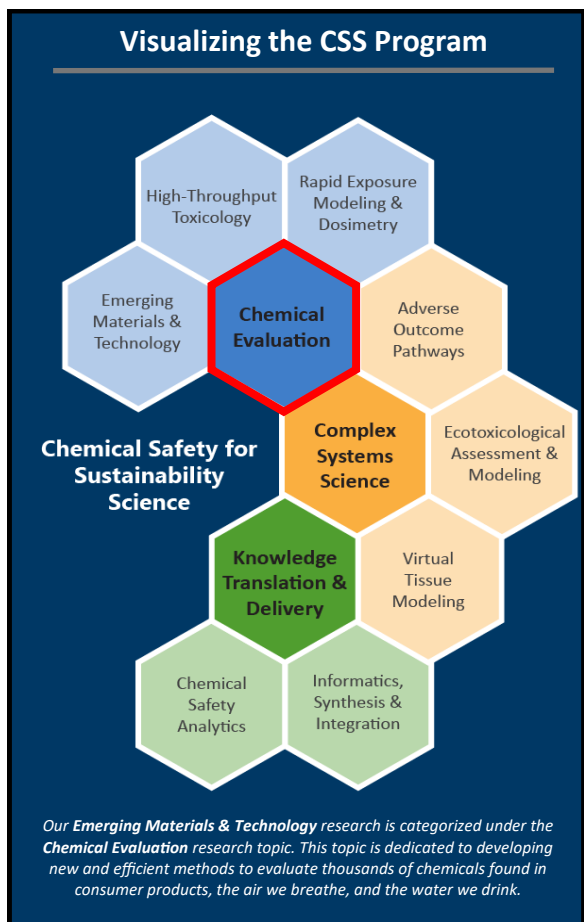 Visualizing the CSS Program
High-Throughput
Toxicology
Rapid Exposure
Modeling &
Dosimetry
Emerging
Materials &
Technology
Chemical
Evaluation
Adverse
Outcome
Pathways
Chemical Safety for
Sustainability
Science
Complex
Systems
Science
Ecotoxicological
Assessment &
Modeling
Knowledge
Translation &
Delivery
Virtual
Tissue
Modeling
Chemical
Safety
Analytics
Informatics,
Synthesis &
Integration
Our Emerging Materials & Technology research is categorized under the
Chemical Evaluation research topic. This topic is dedicated to developing
new and efficient methods to evaluate thousands of chemicals found in
consumer products, the air we breathe, and the water we drink.